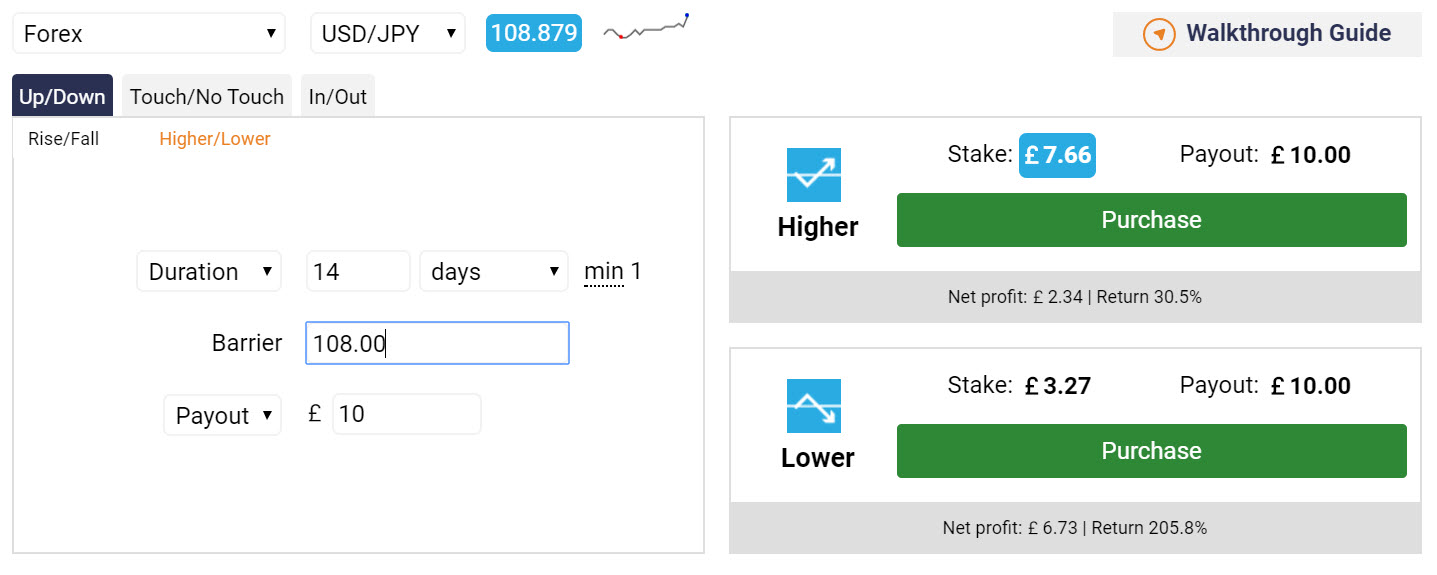 Forex USD/JPY 108.879 Walkthrough Guide
Up/Down Touch/No Touch In/Out
Rise/Fall Higher/Lower
Duration 14 days min 1
Barrier 108.00
Payout £ 10
Stake: £ 7.66 Payout: £ 10.00
Higher Purchase
Net profit: £ 2.34 | Return 30.5%
Stake: £ 3.27 Payout: £ 10.00
Lower Purchase
Net profit: £ 6.73 | Return 205.8%